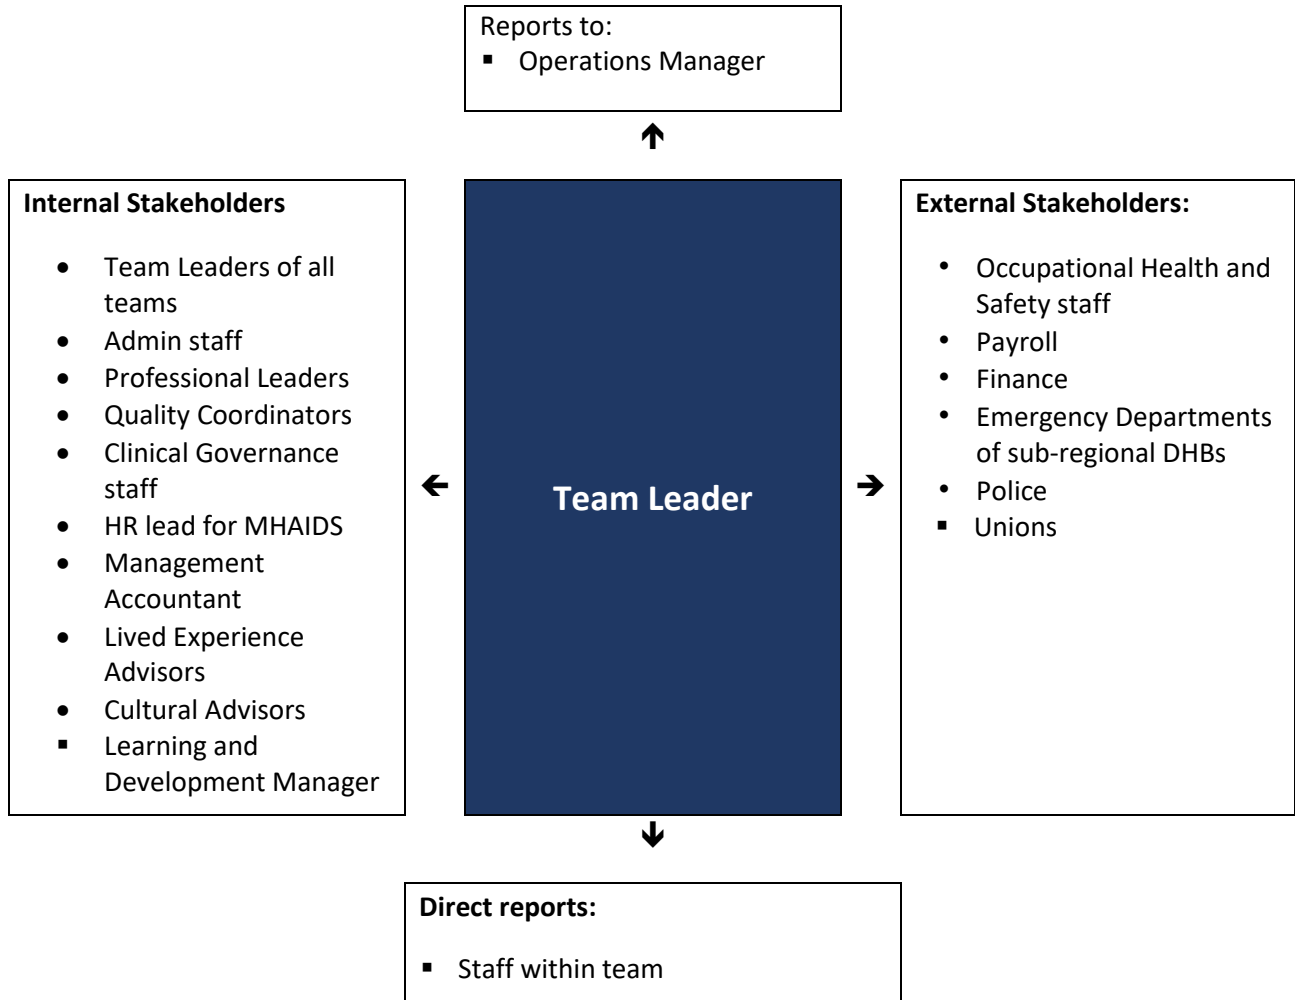 Reports to:
▪ Operations Manager
Internal Stakeholders
• Team Leaders of all
teams
• Admin staff
• Professional Leaders
• Quality Coordinators
• Clinical Governance
staff
• HR lead for MHAIDS
• Management
Accountant
• Lived Experience
Advisors
• Cultural Advisors
▪ Learning and
Development Manager
Team Leader
External Stakeholders:
• Occupational Health and
Safety staff
• Payroll
• Finance
• Emergency Departments
of sub-regional DHBs
• Police
▪ Unions
Direct reports:
▪ Staff within team